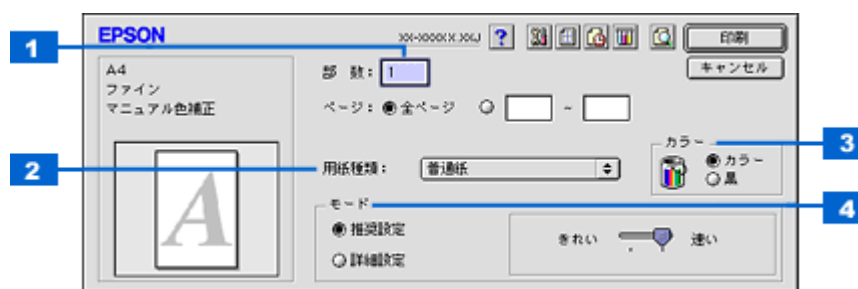 EPSON
印刷
キャンセル
1
部 数：1
A4
ファイン
マニュアル色補正
ページ：全ページ ～
2
用紙種類：普通紙
カラー
カラー
黒
3
モード
4
推奨設定
詳細設定
きれい 速い
A